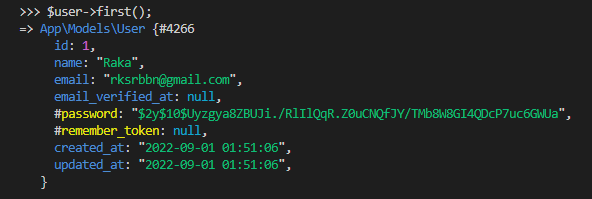 >>> $user->first();
=> App\Models\User {#4266
id: 1,
name: "Raka",
email: "rksrbbn@gmail.com",
email_verified_at: null,
#password: "$2y$10$Uyzgya8ZBUJi./RlIlQqR.Z0uCNQfJY/TMb8W8GI4QDcP7uc6GWUa",
#remember_token: null,
created_at: "2022-09-01 01:51:06",
updated_at: "2022-09-01 01:51:06",
}